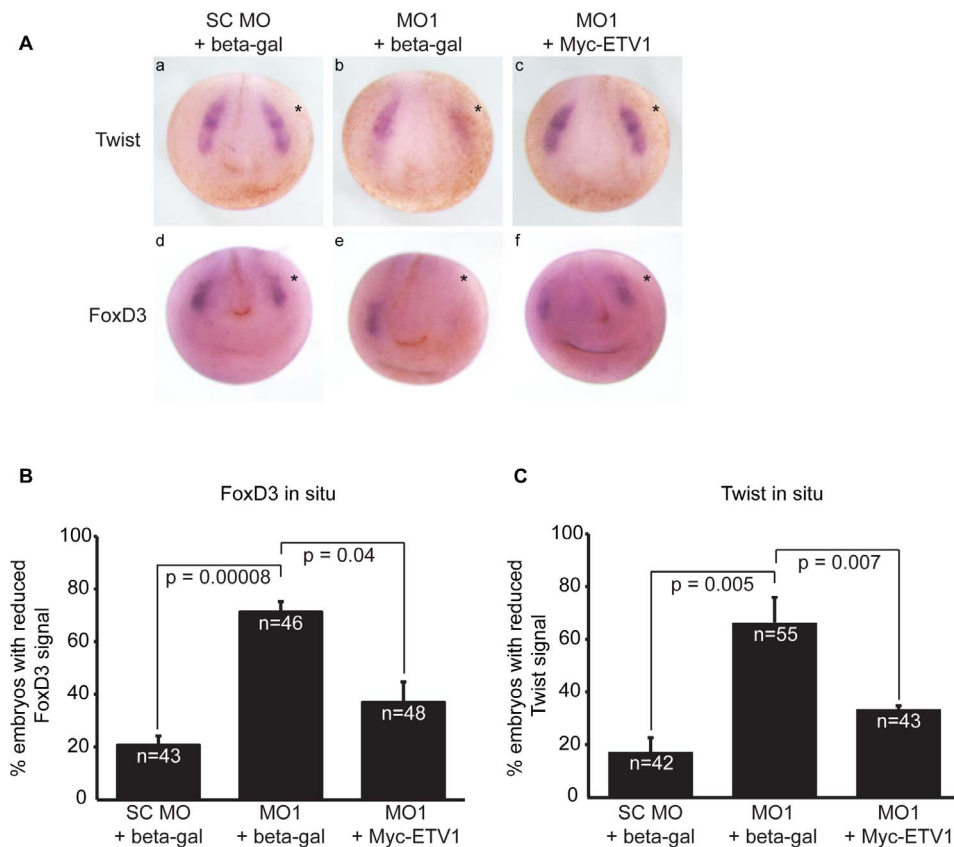 A
SC MO
+ beta-gal
MO1
+ beta-gal
MO1
+ Myc-ETV1
a
b
c
*
*
*
Twist
d
e
f
*
*
*
FoxD3
B
FoxD3 in situ
% embryos with reduced
FoxD3 signal
100
80
60
40
20
0
p = 0.00008
p = 0.04
n=43
n=46
n=48
SC MO
+ beta-gal
MO1
+ beta-gal
MO1
+ Myc-ETV1
C
Twist in situ
% embryos with reduced
Twist signal
100
80
60
40
20
0
p = 0.005
p = 0.007
n=42
n=55
n=43
SC MO
+ beta-gal
MO1
+ beta-gal
MO1
+ Myc-ETV1